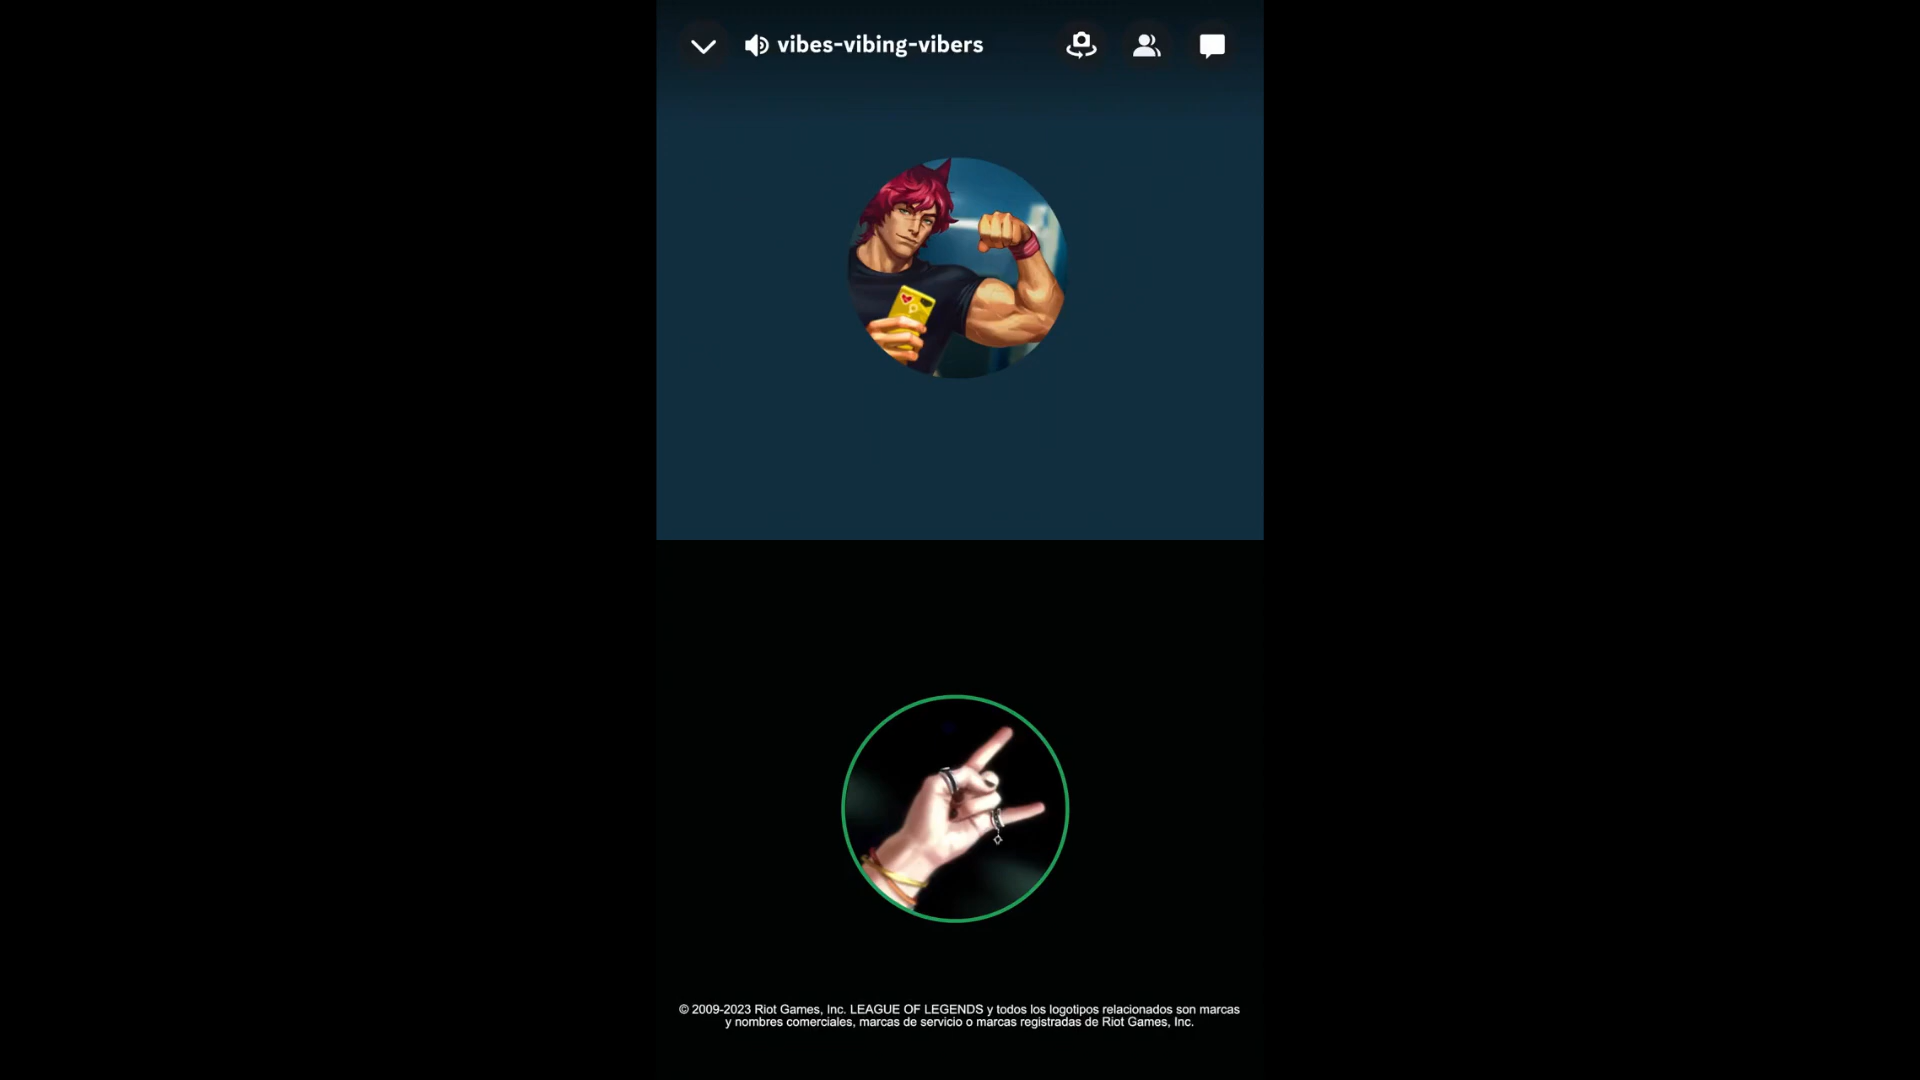 vibes-vibing-vibers
© 2009-2023 Riot Games, Inc. LEAGUE OF LEGENDS y todos los logotipos relacionados son marcas
y nombres comerciales, marcas de servicio o marcas registradas de Riot Games, Inc.